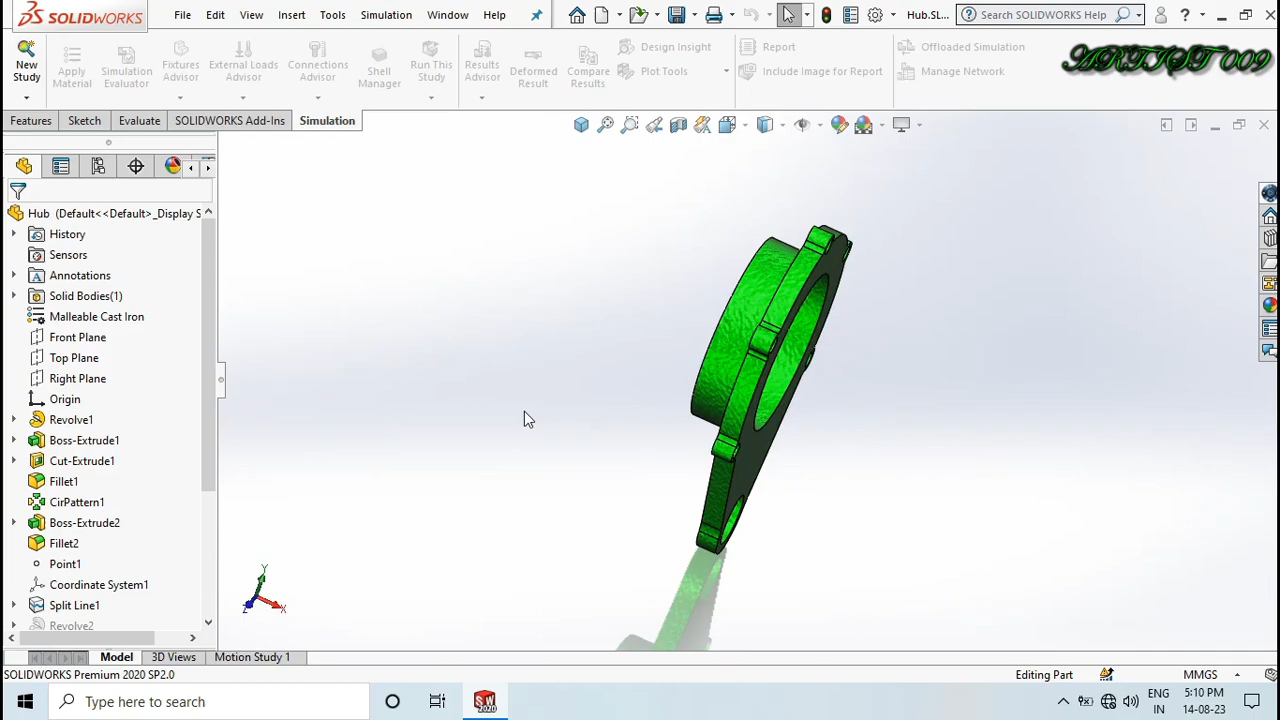 SOLIDWORKS File Edit View Insert Tools Simulation Window Help Hub.SL... Search SOLIDWORKS Help ?
New Study
Apply Material
Simulation Evaluator
Fixtures Advisor
External Loads Advisor
Connections Advisor
Shell Manager
Run This Study
Results Advisor
Deformed Result
Compare Results
Design Insight
Plot Tools
Report
Include Image for Report
Offloaded Simulation
Manage Network
ARTIST 009
Features Sketch Evaluate SOLIDWORKS Add-Ins Simulation
Hub (Default<<Default>_Display S
History
Sensors
Annotations
Solid Bodies(1)
Malleable Cast Iron
Front Plane
Top Plane
Right Plane
Origin
Revolve1
Boss-Extrude1
Cut-Extrude1
Fillet1
CirPattern1
Boss-Extrude2
Fillet2
Point1
Coordinate System1
Split Line1
Revolve2
Y
Z X
Model 3D Views Motion Study 1
SOLIDWORKS Premium 2020 SP2.0 Editing Part MMGS
Type here to search
SW
2020
ENG
IN
5:10 PM
14-08-23